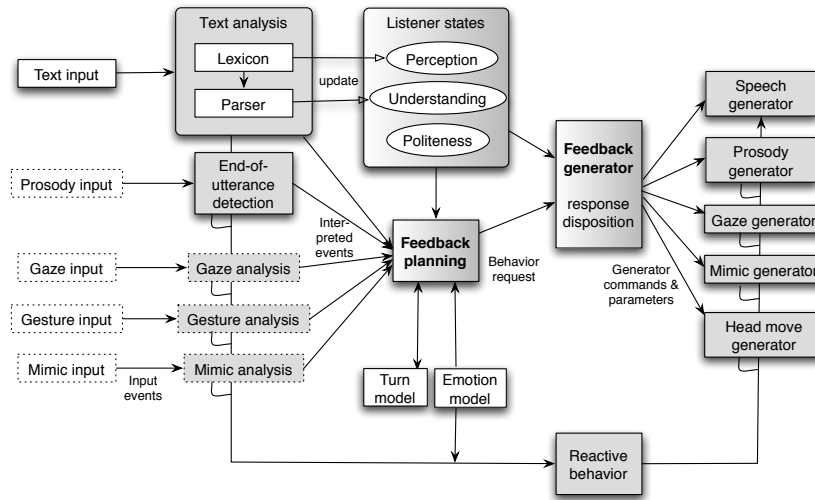 Text analysis
Listener states
Lexicon
Perception
Text input
update
Speech
generator
Parser
Understanding
Politeness
Feedback
generator
response
disposition
Prosody
generator
Prosody input
End-of-
utterance
detection
Inter-
preted
events
Feedback
planning
Behavior
request
Gaze generator
Gaze input
Gaze analysis
Generator
commands &
parameters
Mimic generator
Gesture input
Gesture analysis
Head move
generator
Mimic input
Input
events
Mimic analysis
Turn
model
Emotion
model
Reactive
behavior